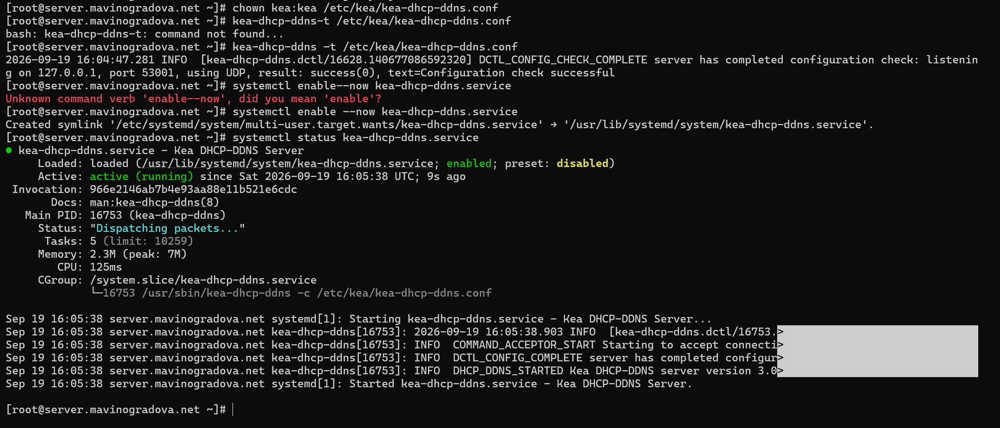 [root@server.mavinogradova.net ~]# chown kea:kea /etc/kea/kea-dhcp-ddns.conf
[root@server.mavinogradova.net ~]# kea-dhcp-ddns-t /etc/kea/kea-dhcp-ddns.conf
bash: kea-dhcp-ddns-t: command not found...
[root@server.mavinogradova.net ~]# kea-dhcp-ddns -t /etc/kea/kea-dhcp-ddns.conf
2026-09-19 16:04:47.281 INFO  [kea-dhcp-ddns.dctl/16628.140677086592320] DCTL_CONFIG_CHECK_COMPLETE server has completed configuration check: listenin
g on 127.0.0.1, port 53001, using UDP, result: success(0), text=Configuration check successful
[root@server.mavinogradova.net ~]# systemctl enable--now kea-dhcp-ddns.service
Unknown command verb 'enable--now', did you mean 'enable'?
[root@server.mavinogradova.net ~]# systemctl enable --now kea-dhcp-ddns.service
Created symlink '/etc/systemd/system/multi-user.target.wants/kea-dhcp-ddns.service' → '/usr/lib/systemd/system/kea-dhcp-ddns.service'.
[root@server.mavinogradova.net ~]# systemctl status kea-dhcp-ddns.service
● kea-dhcp-ddns.service - Kea DHCP-DDNS Server
     Loaded: loaded (/usr/lib/systemd/system/kea-dhcp-ddns.service; enabled; preset: disabled)
     Active: active (running) since Sat 2026-09-19 16:05:38 UTC; 9s ago
 Invocation: 966e2146ab7b4e93aa88e11b521e6cdc
       Docs: man:kea-dhcp-ddns(8)
   Main PID: 16753 (kea-dhcp-ddns)
     Status: "Dispatching packets..."
      Tasks: 5 (limit: 10259)
     Memory: 2.3M (peak: 7M)
        CPU: 125ms
     CGroup: /system.slice/kea-dhcp-ddns.service
             └─16753 /usr/sbin/kea-dhcp-ddns -c /etc/kea/kea-dhcp-ddns.conf

Sep 19 16:05:38 server.mavinogradova.net systemd[1]: Starting kea-dhcp-ddns.service - Kea DHCP-DDNS Server...
Sep 19 16:05:38 server.mavinogradova.net kea-dhcp-ddns[16753]: 2026-09-19 16:05:38.903 INFO  [kea-dhcp-ddns.dctl/16753.>
Sep 19 16:05:38 server.mavinogradova.net kea-dhcp-ddns[16753]: INFO  COMMAND_ACCEPTOR_START Starting to accept connecti>
Sep 19 16:05:38 server.mavinogradova.net kea-dhcp-ddns[16753]: INFO  DCTL_CONFIG_COMPLETE server has completed configur>
Sep 19 16:05:38 server.mavinogradova.net kea-dhcp-ddns[16753]: INFO  DHCP_DDNS_STARTED Kea DHCP-DDNS server version 3.0>
Sep 19 16:05:38 server.mavinogradova.net systemd[1]: Started kea-dhcp-ddns.service - Kea DHCP-DDNS Server.

[root@server.mavinogradova.net ~]#